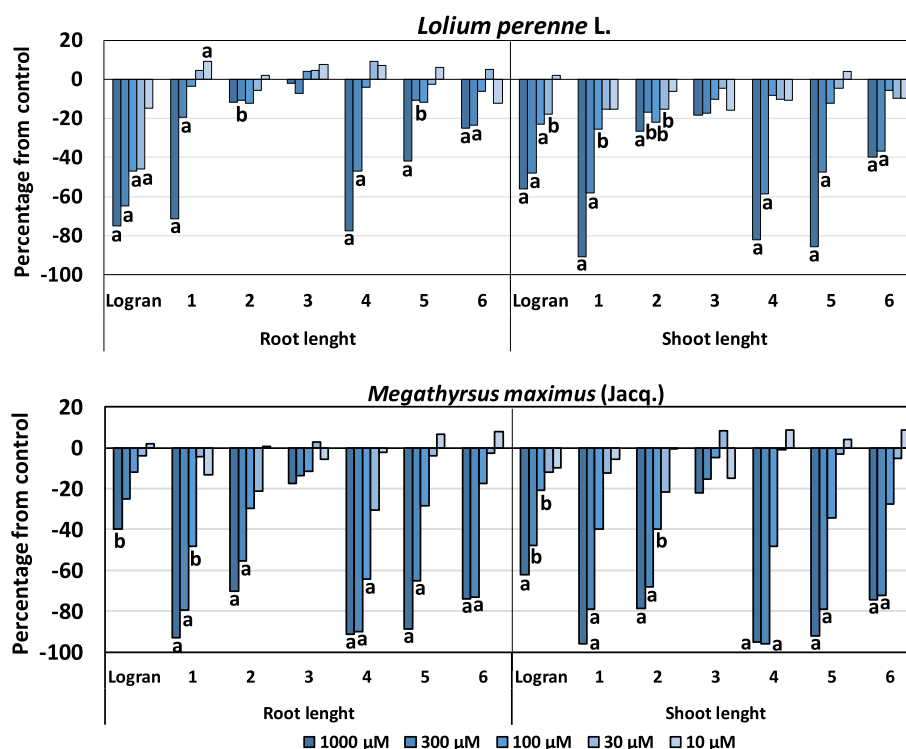 Lolium perenne L.
Percentage from control
20
0
-20
-40
-60
-80
-100
a a a a a a a b a a a b a a
a a b a a b a b b b a a a a a
Logran 1 2 3 4 5 6 Logran 1 2 3 4 5 6
Root lenght Shoot lenght
Megathyrsus maximus (Jacq.)
Percentage from control
20
0
-20
-40
-60
-80
-100
b a a b a a a a a a a a a
a b b a a a b a a a a a a
Logran 1 2 3 4 5 6 Logran 1 2 3 4 5 6
Root lenght Shoot lenght
1000 μM 300 μM 100 μM 30 μM 10 μM